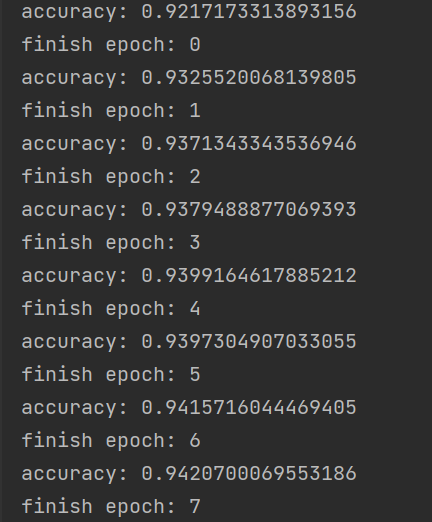 accuracy: 0.9217173313893156
finish epoch: 0
accuracy: 0.9325520068139805
finish epoch: 1
accuracy: 0.9371343343536946
finish epoch: 2
accuracy: 0.9379488877069393
finish epoch: 3
accuracy: 0.9399164617885212
finish epoch: 4
accuracy: 0.9397304907033055
finish epoch: 5
accuracy: 0.9415716044469405
finish epoch: 6
accuracy: 0.9420700069553186
finish epoch: 7